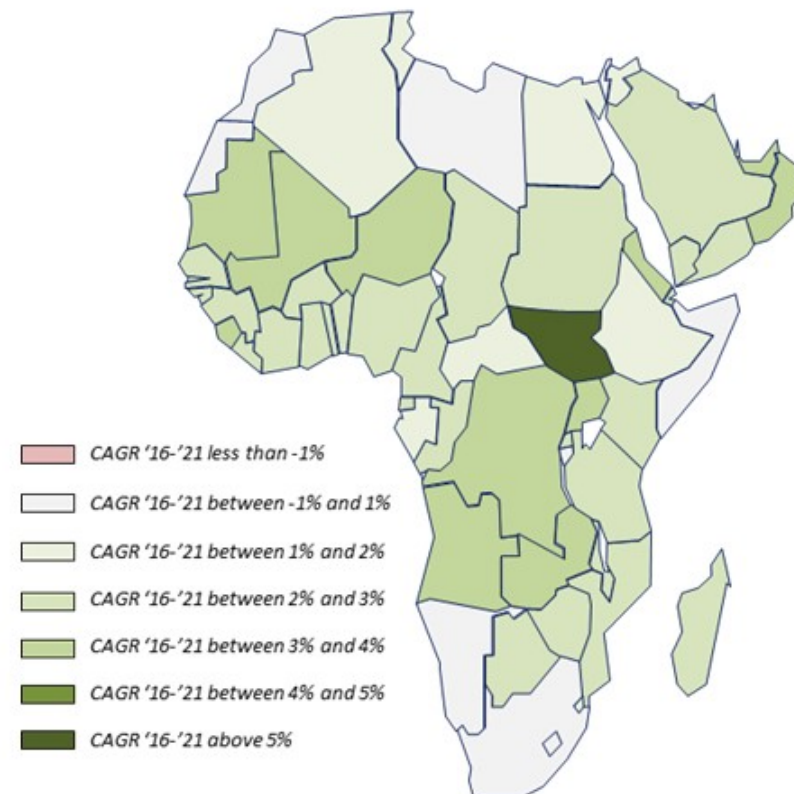 CAGR ‘16-’21 less than -1%
CAGR ‘16-’21 between -1% and 1%
CAGR ‘16-’21 between 1% and 2%
CAGR ‘16-’21 between 2% and 3%
CAGR ‘16-’21 between 3% and 4%
CAGR ‘16-’21 between 4% and 5%
CAGR ‘16-’21 above 5%